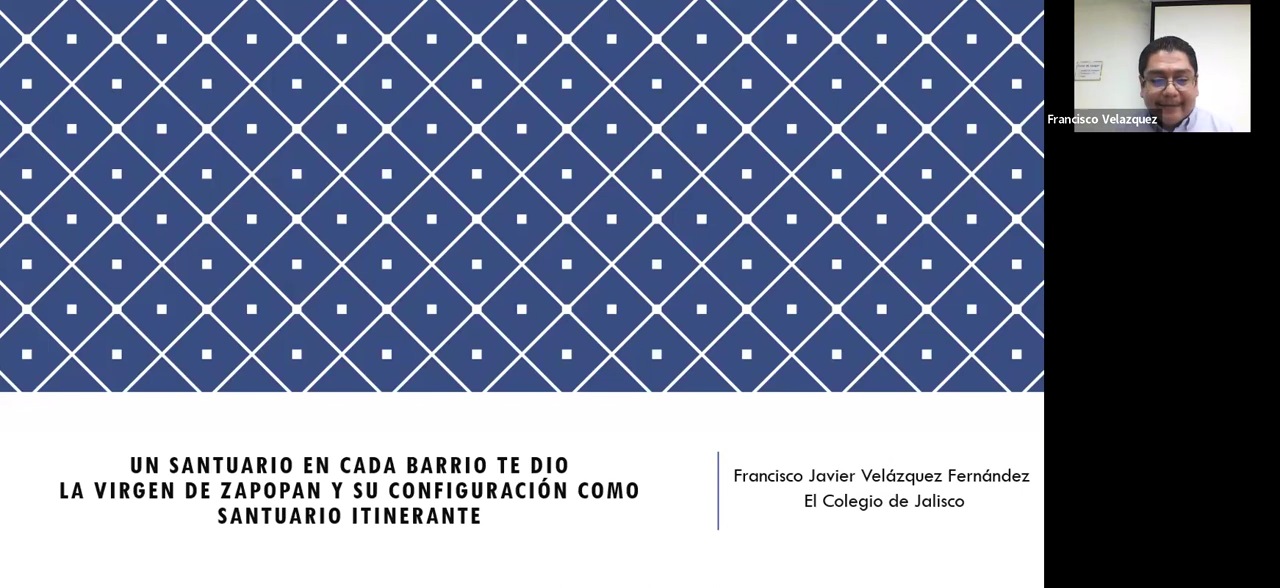 UN SANTUARIO EN CADA BARRIO TE DIO
LA VIRGEN DE ZAPOPAN Y SU CONFIGURACIÓN COMO
SANTUARIO ITINERANTE
Francisco Javier Velázquez Fernández
El Colegio de Jalisco
Francisco Velazquez